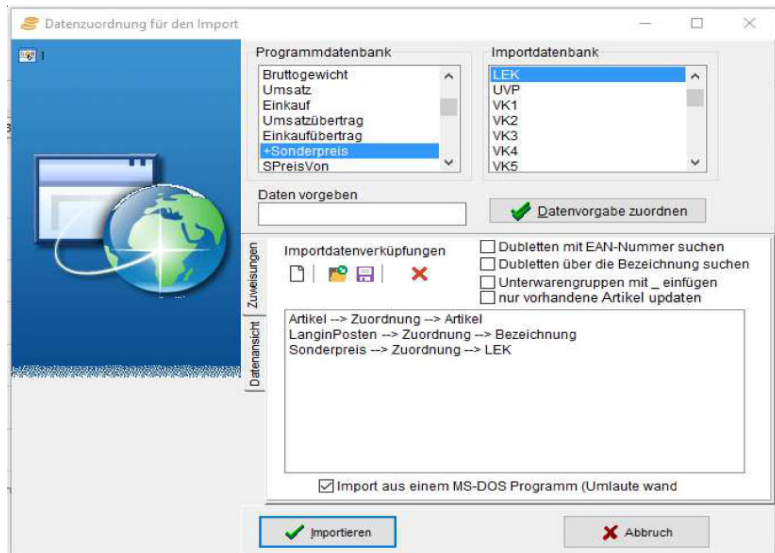 Datenzuordnung für den Import
Programmdatenbank
Bruttogewicht
Umsatz
Einkauf
Umsatzübertrag
Einkaufübertrag
+Sonderpreis
SPreisVon
Importdatenbank
LEK
UVP
VK1
VK2
VK3
VK4
VK5
Daten vorgeben
Datenvorgabe zuordnen
Zuweisungen
Datenansicht
Importdatenverküpfungen
Dubletten mit EAN-Nummer suchen
Dubletten über die Bezeichnung suchen
Unterwarengruppen mit _ einfügen
nur vorhandene Artikel updaten
Artikel --> Zuordnung --> Artikel
LanginPosten --> Zuordnung --> Bezeichnung
Sonderpreis --> Zuordnung --> LEK
Import aus einem MS-DOS Programm (Umlaute wand
Importieren
Abbruch